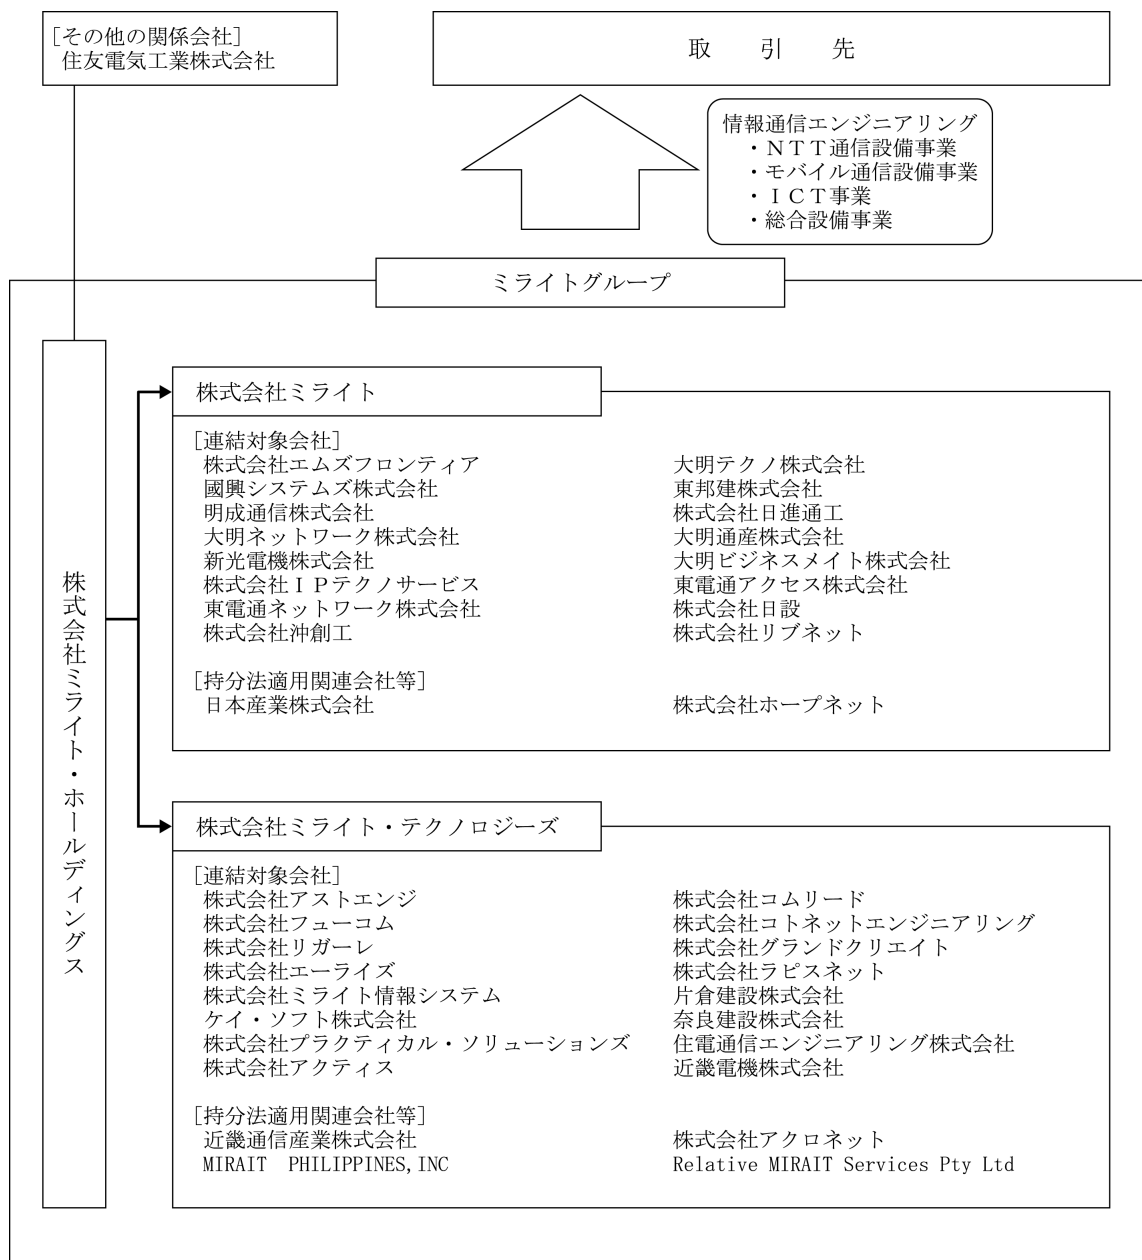 [その他の関係会社]
住友電気工業株式会社
取　引　先
情報通信エンジニアリング
・ＮＴＴ通信設備事業
・モバイル通信設備事業
・ＩＣＴ事業
・総合設備事業
ミライトグループ
株式会社ミライト・ホールディングス
株式会社ミライト
[連結対象会社]
株式会社エムズフロンティア　大明テクノ株式会社
國興システムズ株式会社　東邦建株式会社
明成通信株式会社　株式会社日進通工
大明ネットワーク株式会社　大明通産株式会社
新光電機株式会社　大明ビジネスメイト株式会社
株式会社ＩＰテクノサービス　東電通アクセス株式会社
東電通ネットワーク株式会社　株式会社日設
株式会社沖創工　株式会社リブネット
[持分法適用関連会社等]
日本産業株式会社　株式会社ホープネット
株式会社ミライト・テクノロジーズ
[連結対象会社]
株式会社アストエンジ　株式会社コムリード
株式会社フューコム　株式会社コトネットエンジニアリング
株式会社リガーレ　株式会社グランドクリエイト
株式会社エーライズ　株式会社ラピスネット
株式会社ミライト情報システム　片倉建設株式会社
ケイ・ソフト株式会社　奈良建設株式会社
株式会社プラクティカル・ソリューションズ　住電通信エンジニアリング株式会社
株式会社アクティス　近畿電機株式会社
[持分法適用関連会社等]
近畿通信産業株式会社　株式会社アクロネット
MIRAIT　PHILIPPINES,INC　Relative MIRAIT Services Pty Ltd